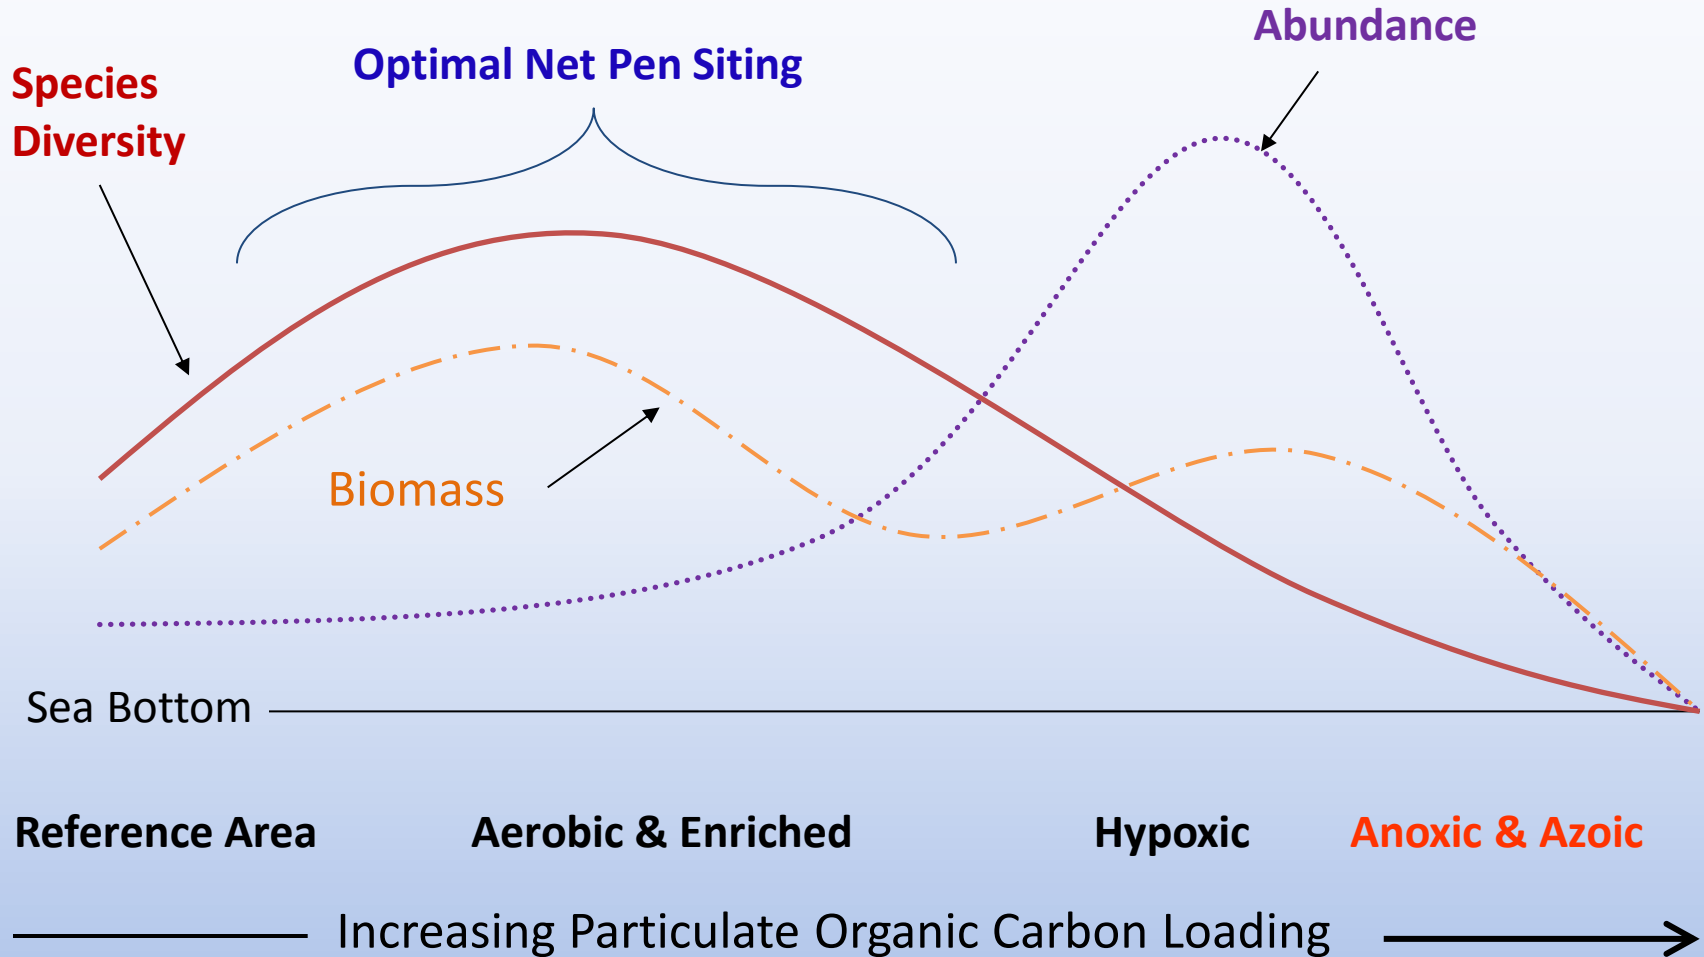 Abundance
Optimal Net Pen Siting
Species
Diversity
Biomass
Sea Bottom
Reference Area
Aerobic & Enriched
Hypoxic
Anoxic & Azoic
Increasing Particulate Organic Carbon Loading